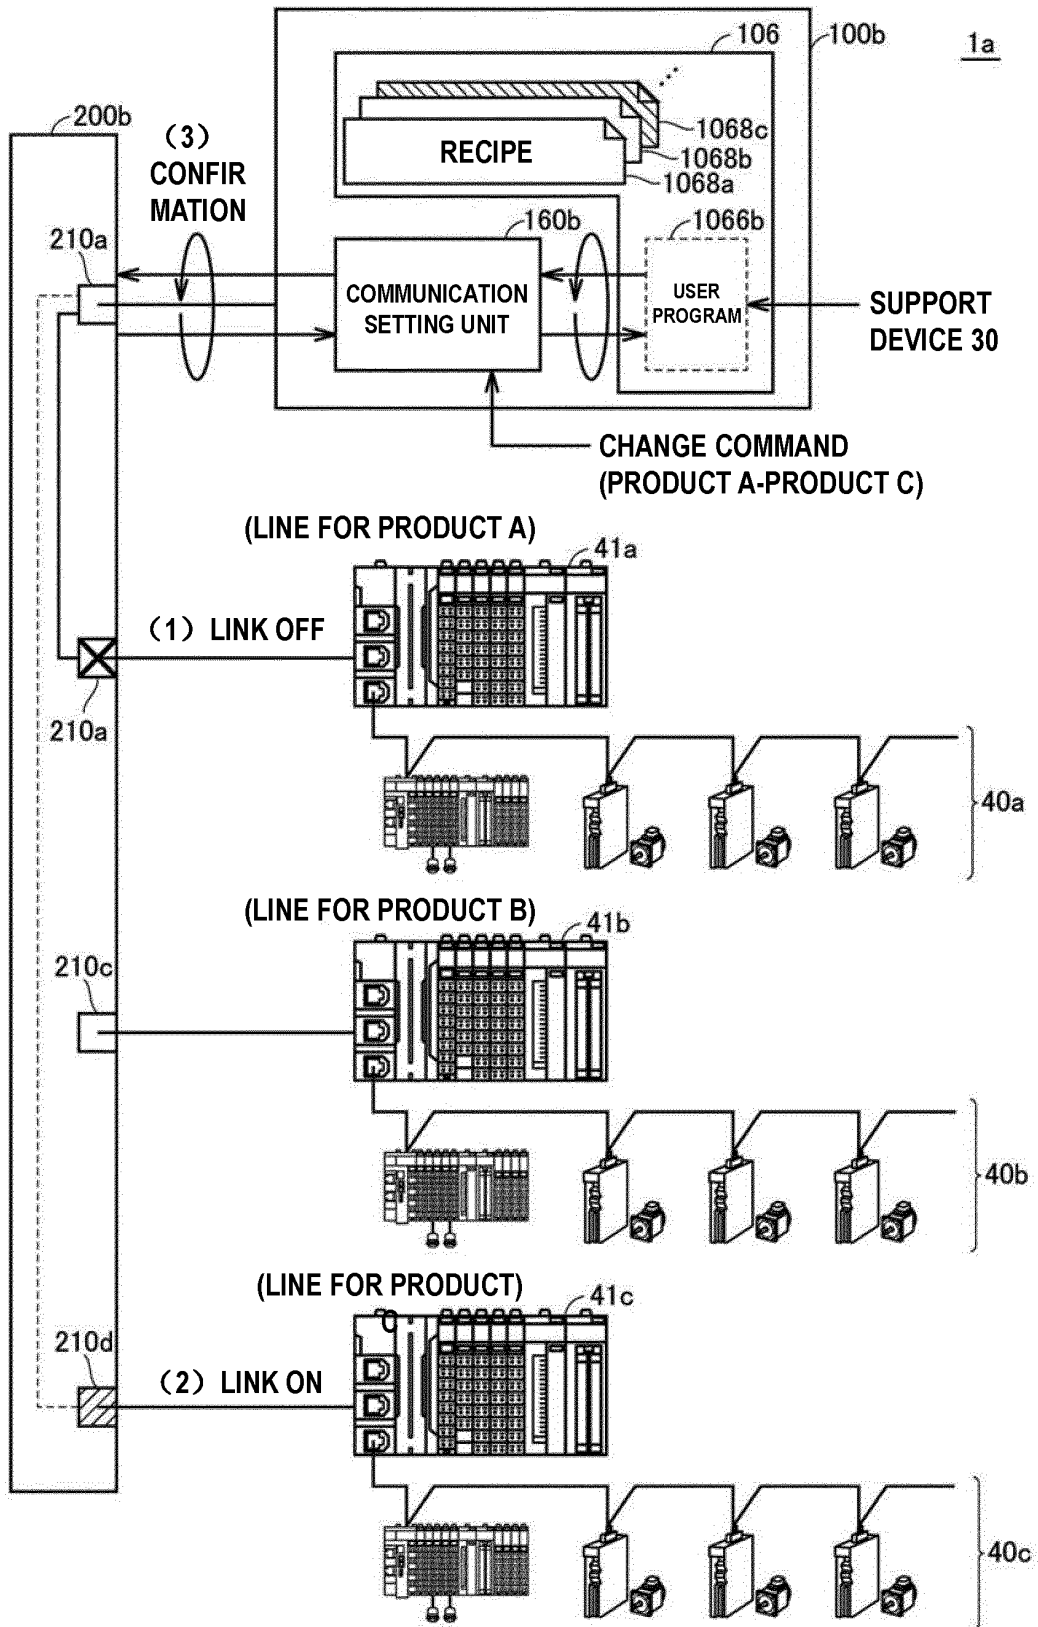 106
100b
1a
200b
(3)
CONFIR
MATION
RECIPE
1068c
1068b
1068a
160b
1066b
210a
COMMUNICATION
SETTING UNIT
USER
PROGRAM
SUPPORT
DEVICE 30
CHANGE COMMAND
(PRODUCT A-PRODUCT C)
(LINE FOR PRODUCT A)
41a
(1) LINK OFF
210a
40a
(LINE FOR PRODUCT B)
41b
210c
40b
(LINE FOR PRODUCT)
41c
210d
(2) LINK ON
40c